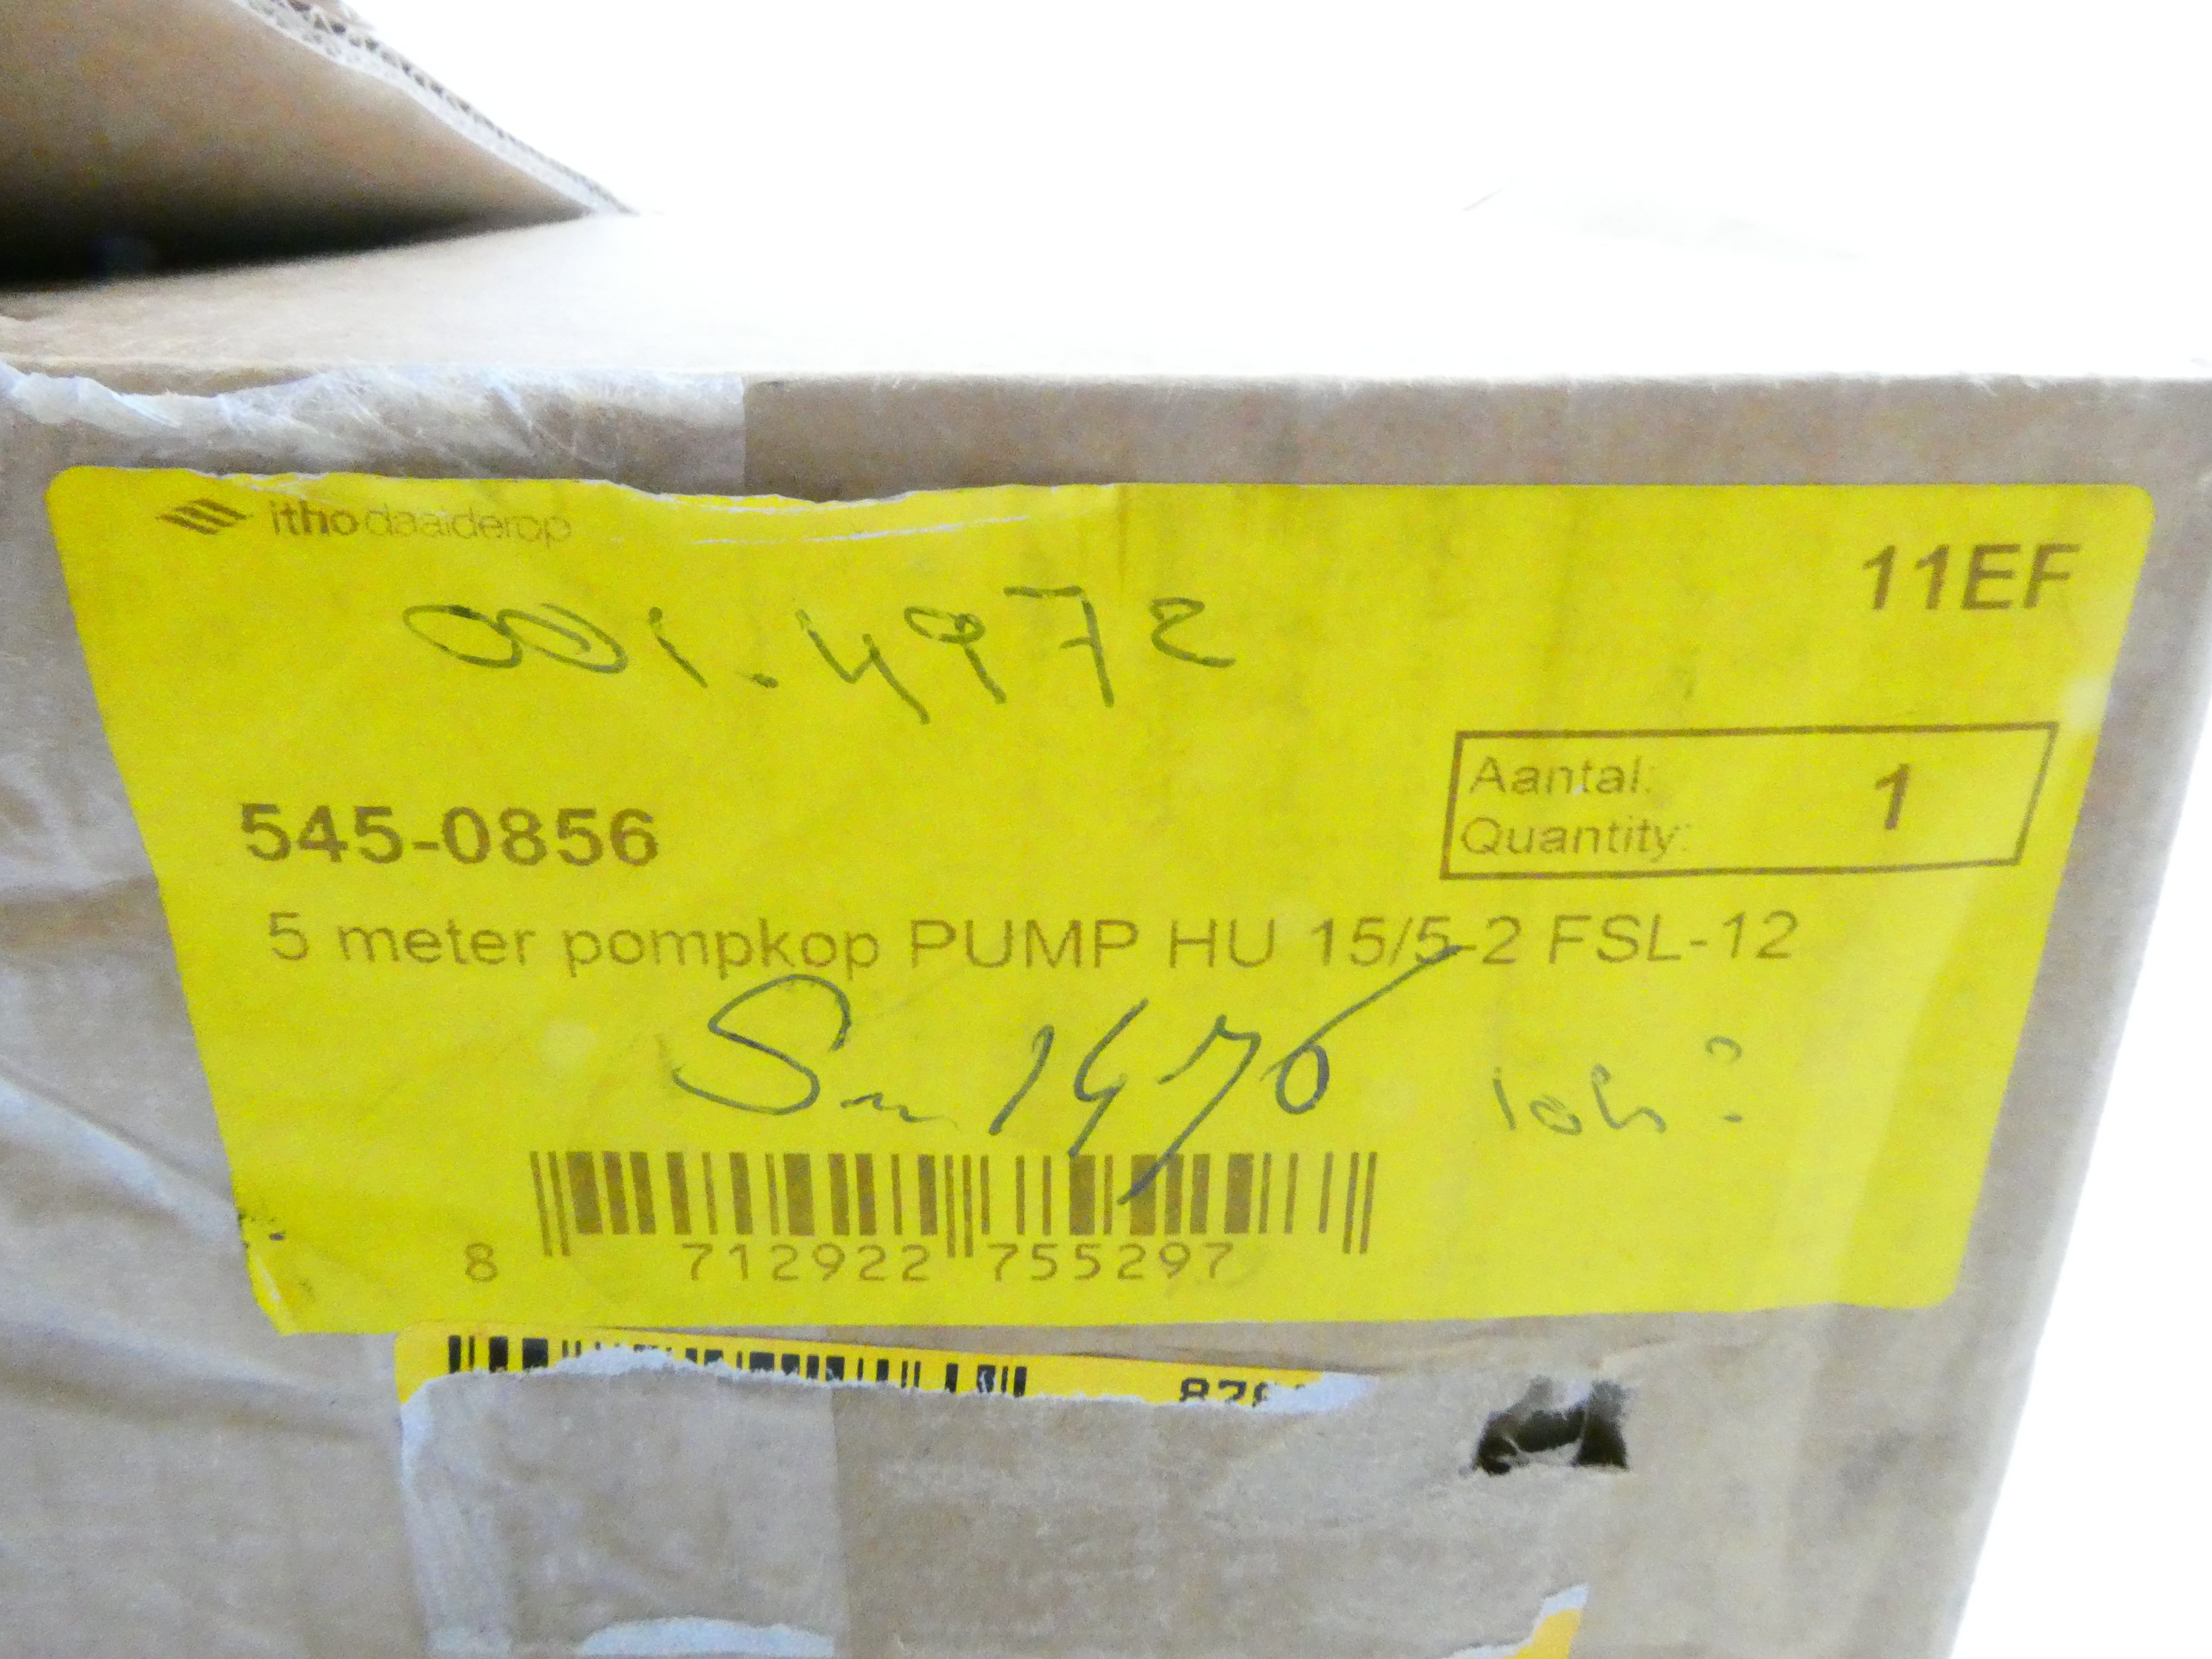 ithodaalderop
11EF
001.4972
Aantal: 1
Quantity:
545-0856
5 meter pompkop PUMP HU 15/5-2 FSL-12
8 712922 755297